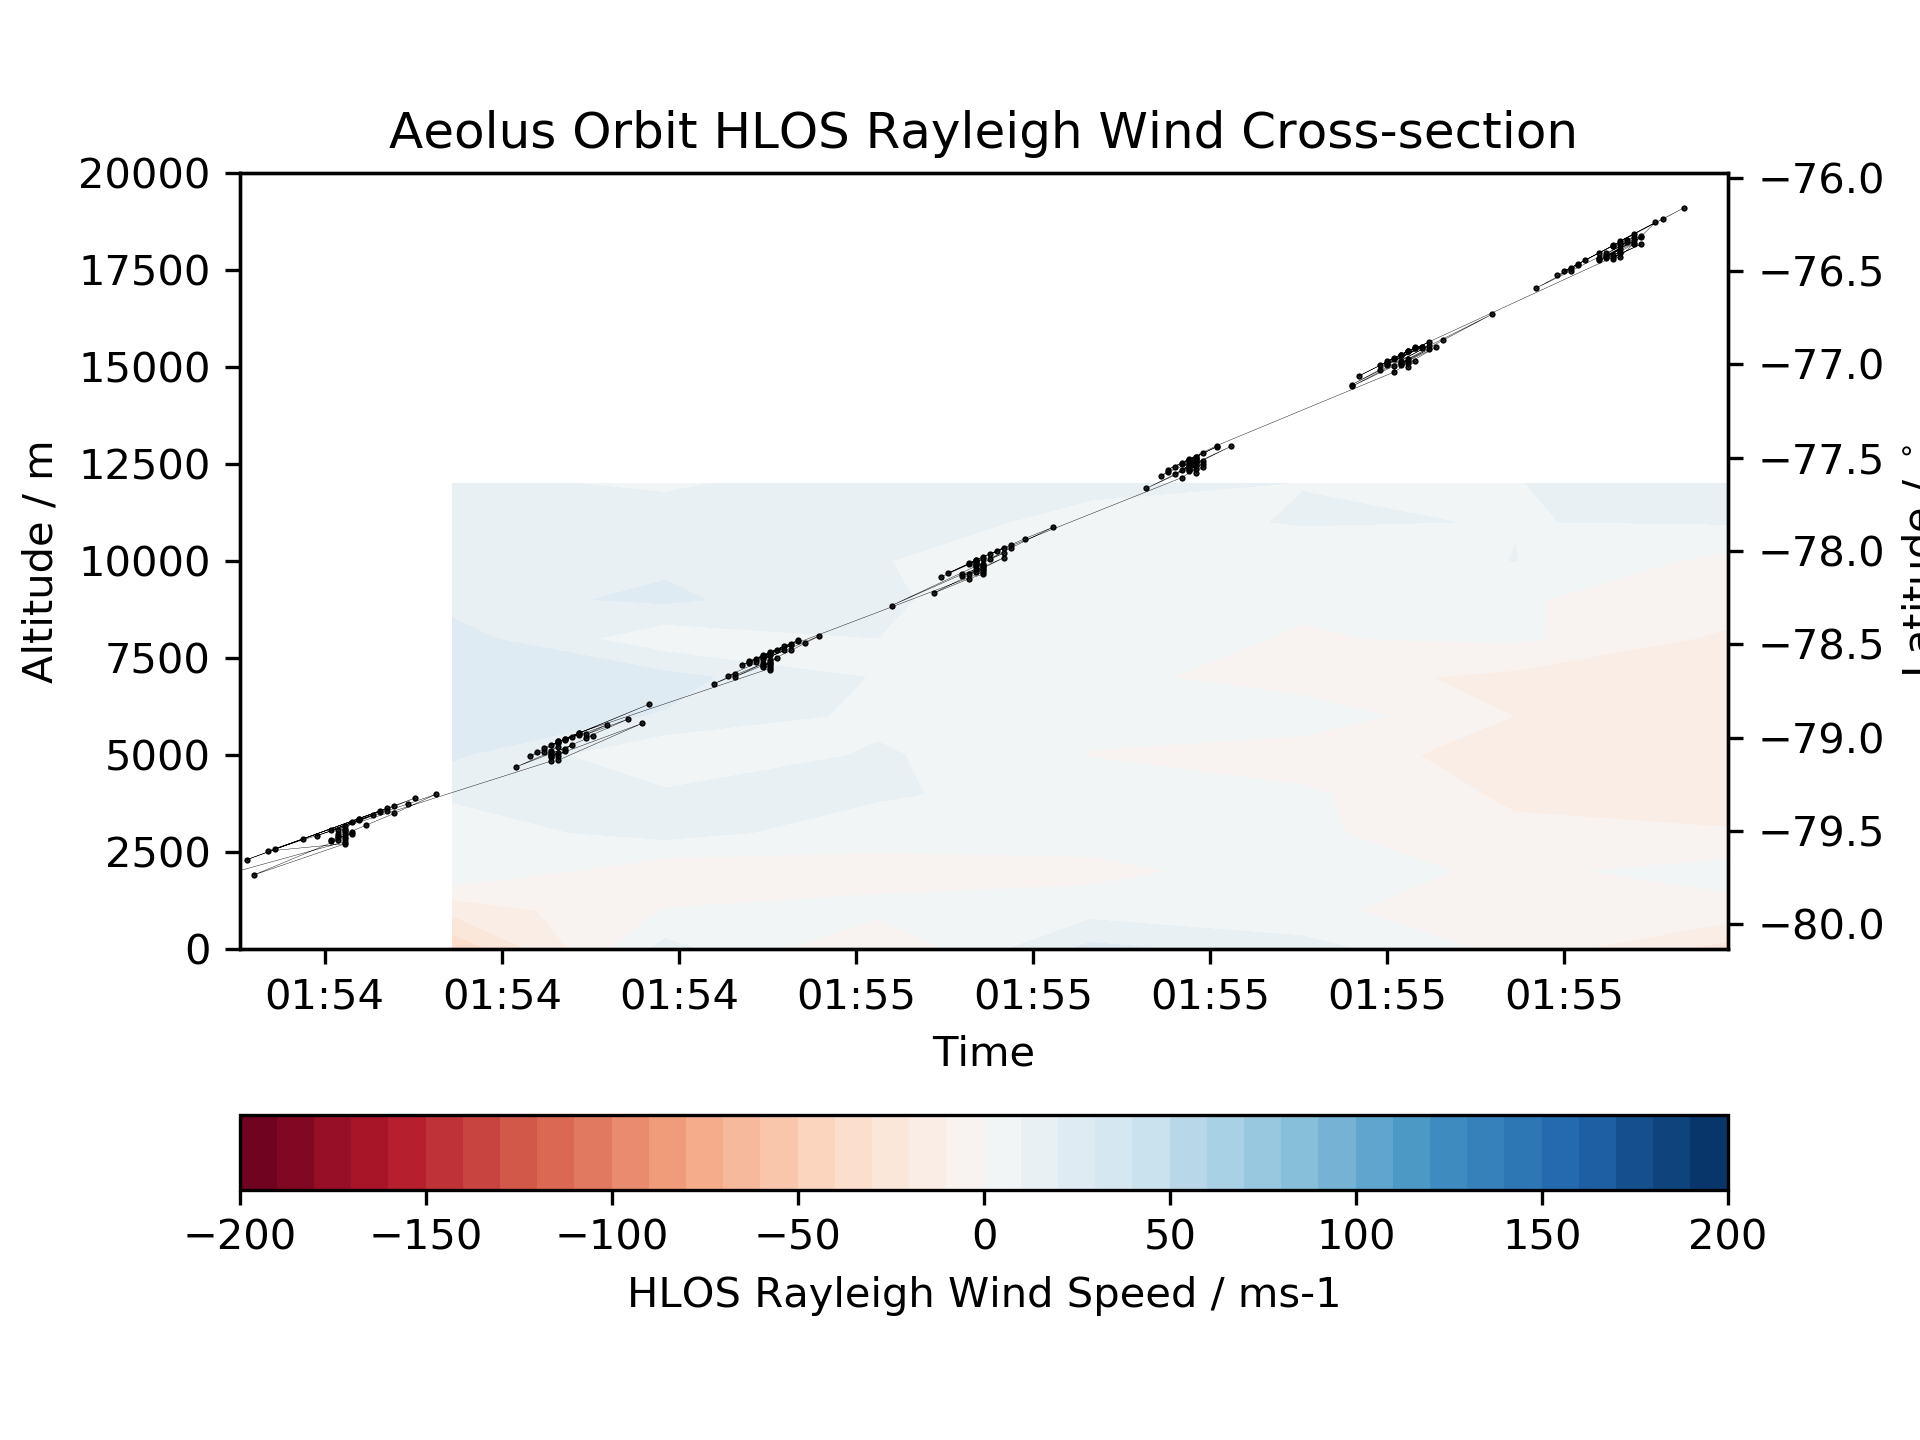 Aeolus Orbit HLOS Rayleigh Wind Cross-section
20000
17500
15000
12500
10000
7500
5000
2500
0
Altitude / m
−76.0
−76.5
−77.0
−77.5
−78.0
−78.5
−79.0
−79.5
−80.0
Latitude / °
01:54 01:54 01:54 01:55 01:55 01:55 01:55 01:55
Time
−200 −150 −100 −50 0 50 100 150 200
HLOS Rayleigh Wind Speed / ms-1